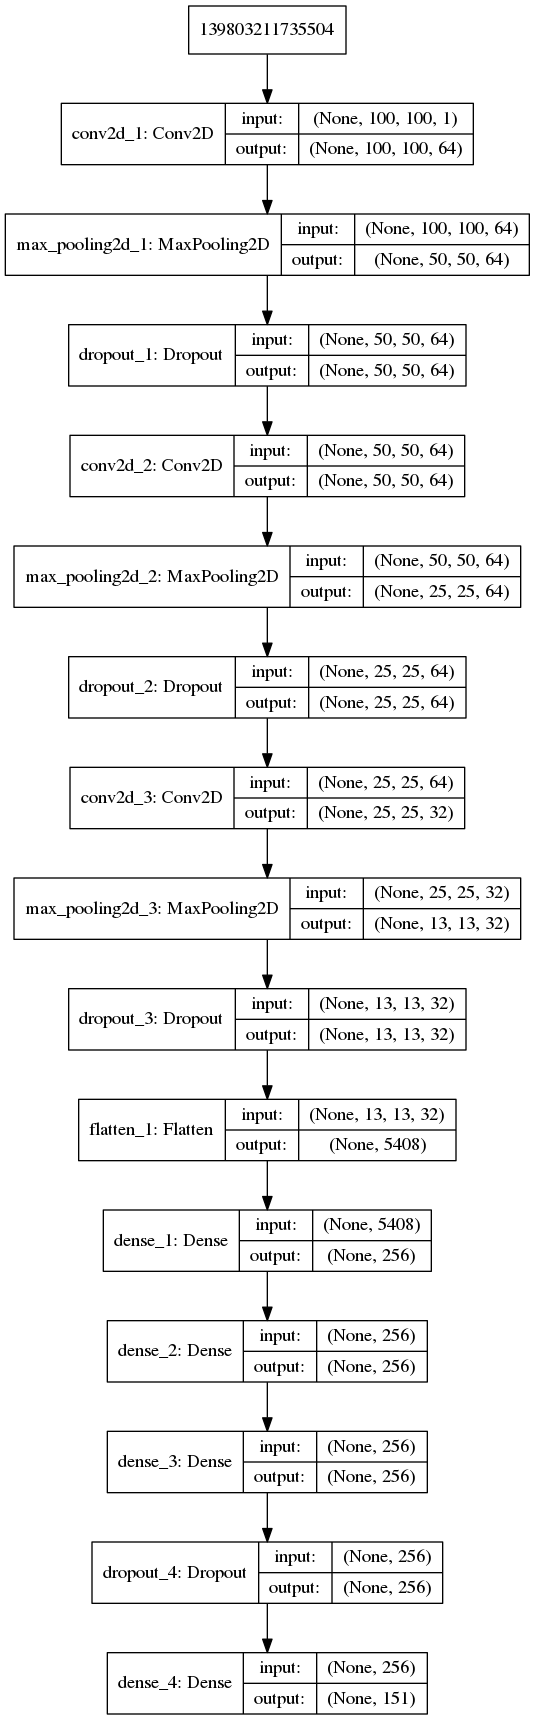 139803211735504
conv2d_1: Conv2D
input: (None, 100, 100, 1)
output: (None, 100, 100, 64)
max_pooling2d_1: MaxPooling2D
input: (None, 100, 100, 64)
output: (None, 50, 50, 64)
dropout_1: Dropout
input: (None, 50, 50, 64)
output: (None, 50, 50, 64)
conv2d_2: Conv2D
input: (None, 50, 50, 64)
output: (None, 50, 50, 64)
max_pooling2d_2: MaxPooling2D
input: (None, 50, 50, 64)
output: (None, 25, 25, 64)
dropout_2: Dropout
input: (None, 25, 25, 64)
output: (None, 25, 25, 64)
conv2d_3: Conv2D
input: (None, 25, 25, 64)
output: (None, 25, 25, 32)
max_pooling2d_3: MaxPooling2D
input: (None, 25, 25, 32)
output: (None, 13, 13, 32)
dropout_3: Dropout
input: (None, 13, 13, 32)
output: (None, 13, 13, 32)
flatten_1: Flatten
input: (None, 13, 13, 32)
output: (None, 5408)
dense_1: Dense
input: (None, 5408)
output: (None, 256)
dense_2: Dense
input: (None, 256)
output: (None, 256)
dense_3: Dense
input: (None, 256)
output: (None, 256)
dropout_4: Dropout
input: (None, 256)
output: (None, 256)
dense_4: Dense
input: (None, 256)
output: (None, 151)